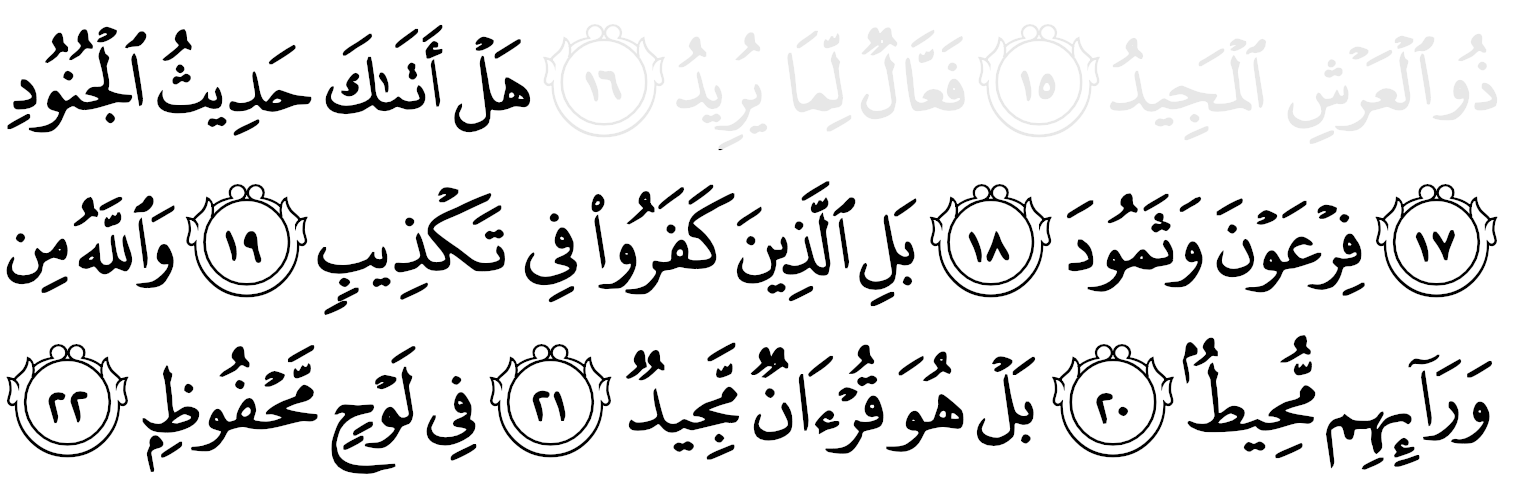 ذُو ٱلْعَرْشِ ٱلْمَجِيدُ ١٥ فَعَّالٌ لِّمَا يُرِيدُ ١٦ هَلْ أَتَىٰكَ حَدِيثُ ٱلْجُنُودِ
١٧ فِرْعَوْنَ وَثَمُودَ ١٨ بَلِ ٱلَّذِينَ كَفَرُوا۟ فِى تَكْذِيبٍ ١٩ وَٱللَّهُ مِن
وَرَآئِهِم مُّحِيطٌۢ ٢٠ بَلْ هُوَ قُرْءَانٌ مَّجِيدٌ ٢١ فِى لَوْحٍ مَّحْفُوظٍۭ ٢٢